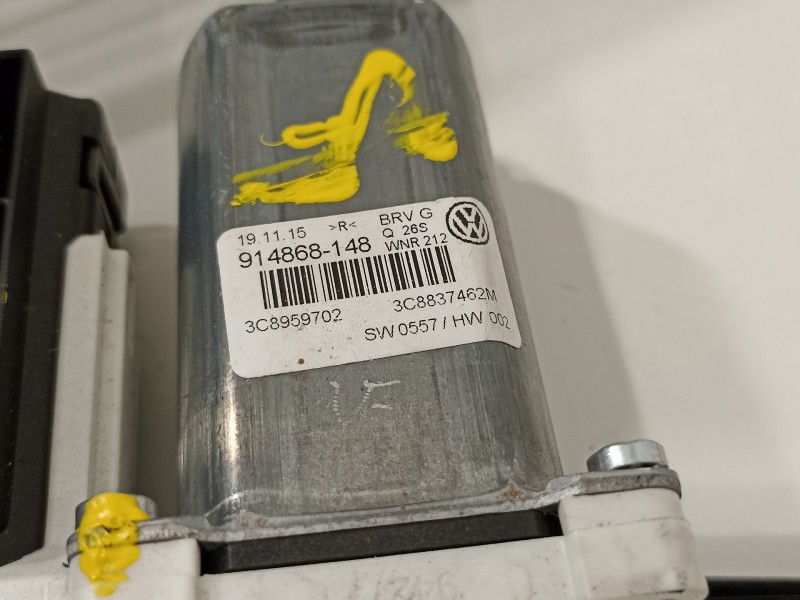 19.11.15 >R< BRV G
914868-148 Q 26S
WNR 212
3C8959702 3C8837462M
SW 0557 / HW 002